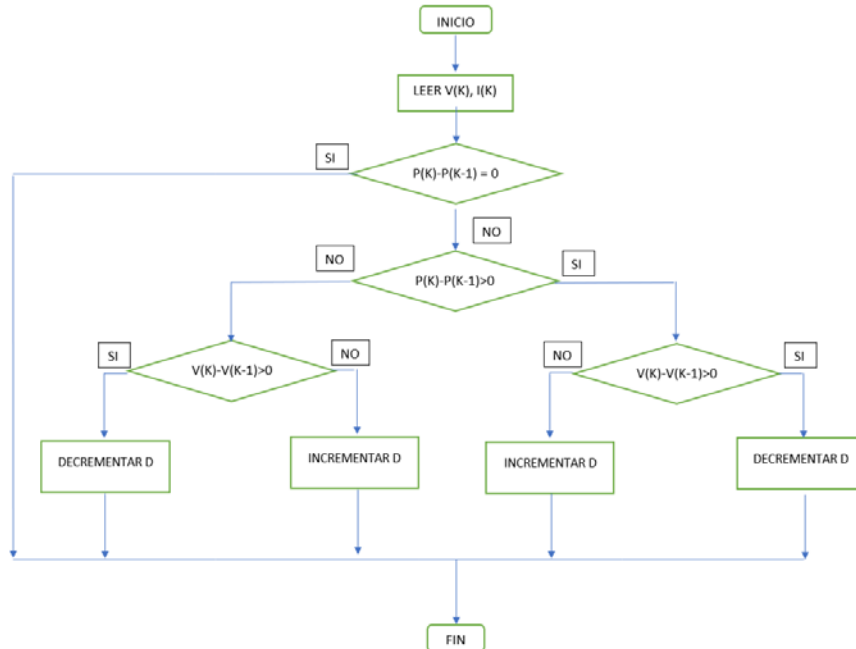 INICIO
LEER V(K), I(K)
SI
P(K)-P(K-1) = 0
NO
NO
P(K)-P(K-1)>0
SI
SI
V(K)-V(K-1)>0
NO
NO
V(K)-V(K-1)>0
SI
DECREMENTAR D
INCREMENTAR D
INCREMENTAR D
DECREMENTAR D
FIN